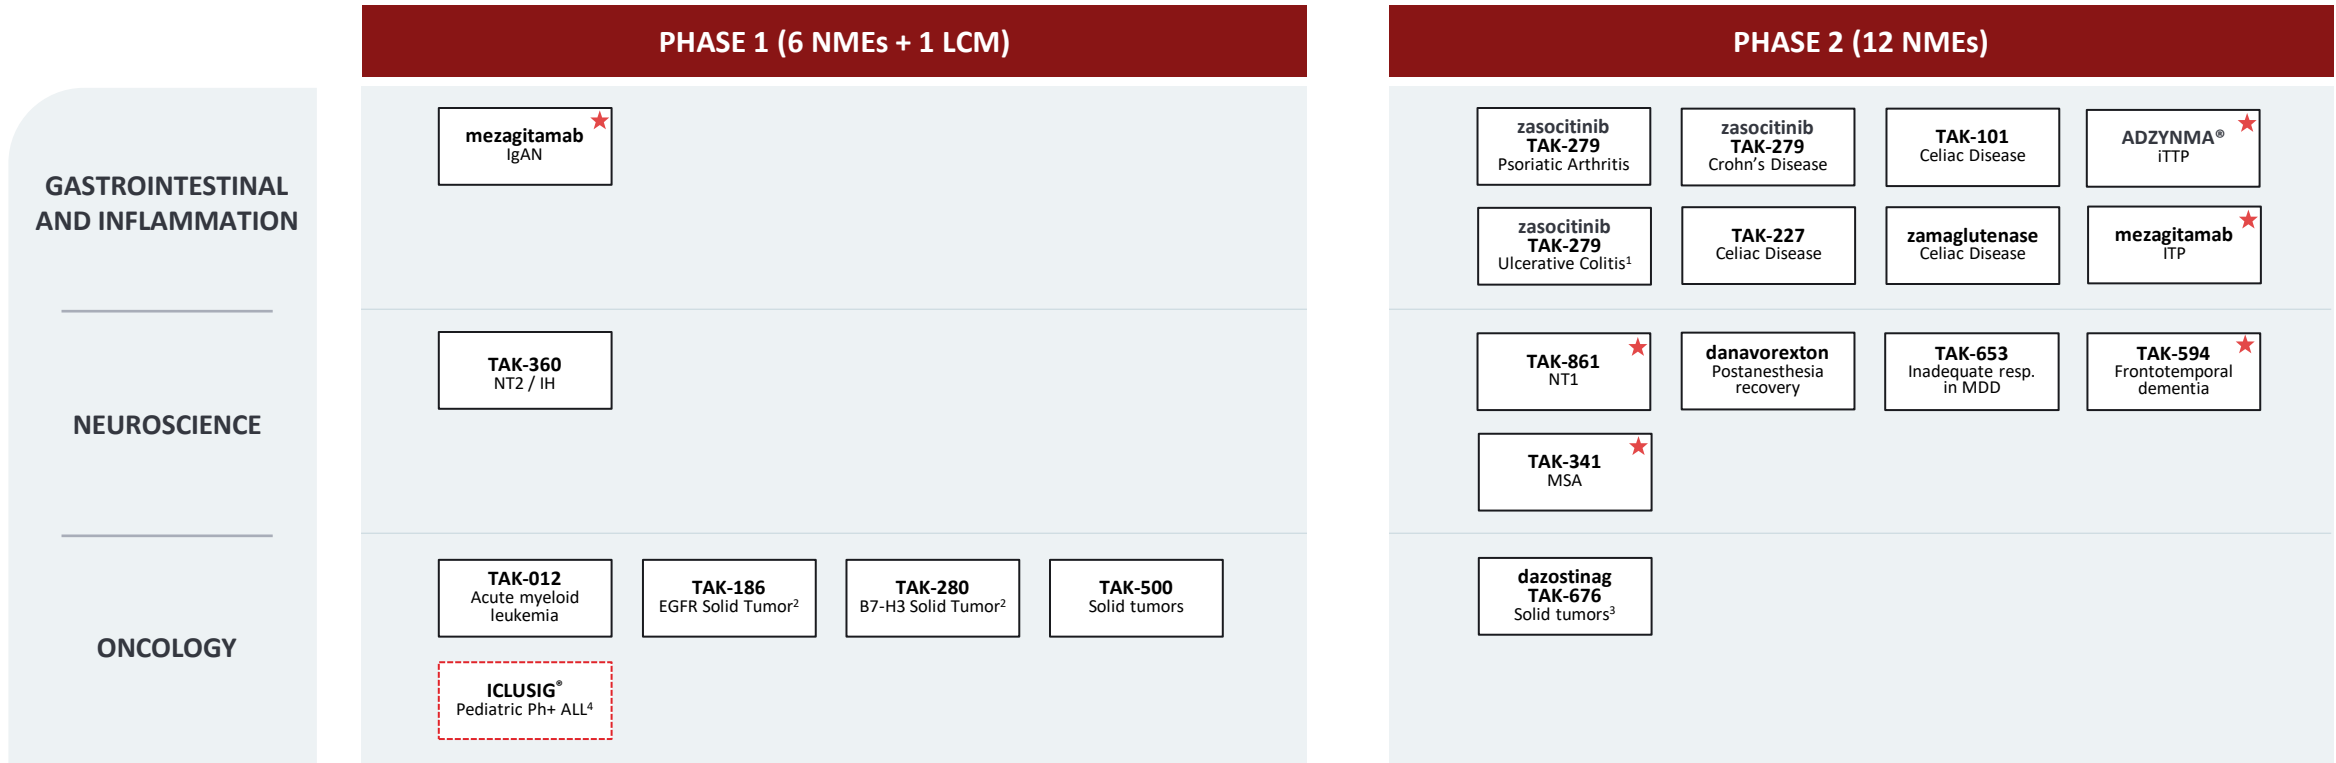 PHASE 1 (6 NMEs + 1 LCM)
PHASE 2 (12 NMEs)
GASTROINTESTINAL
AND INFLAMMATION
mezagitamab
IgAN
zasocitinib
TAK-279
Psoriatic Arthritis
zasocitinib
TAK-279
Crohn's Disease
TAK-101
Celiac Disease
ADZYNMA®
iTTP
zasocitinib
TAK-279
Ulcerative Colitis¹
TAK-227
Celiac Disease
zamaglutenase
Celiac Disease
mezagitamab
ITP
NEUROSCIENCE
TAK-360
NT2 / IH
TAK-861
NT1
danavorexton
Postanesthesia
recovery
TAK-653
Inadequate resp.
in MDD
TAK-594
Frontotemporal
dementia
TAK-341
MSA
ONCOLOGY
TAK-012
Acute myeloid
leukemia
TAK-186
EGFR Solid Tumor²
TAK-280
B7-H3 Solid Tumor²
TAK-500
Solid tumors
ICLUSIG®
Pediatric Ph+ ALL⁴
dazostinag
TAK-676
Solid tumors³